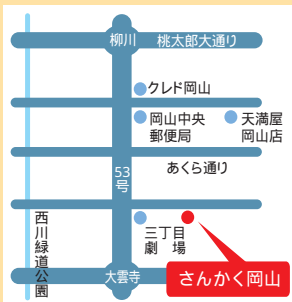 柳川
桃太郎大通り
クレド岡山
岡山中央
郵便局
天満屋
岡山店
あくら通り
53
号
西川緑道公園
三丁目
劇場
大雲寺
さんかく岡山